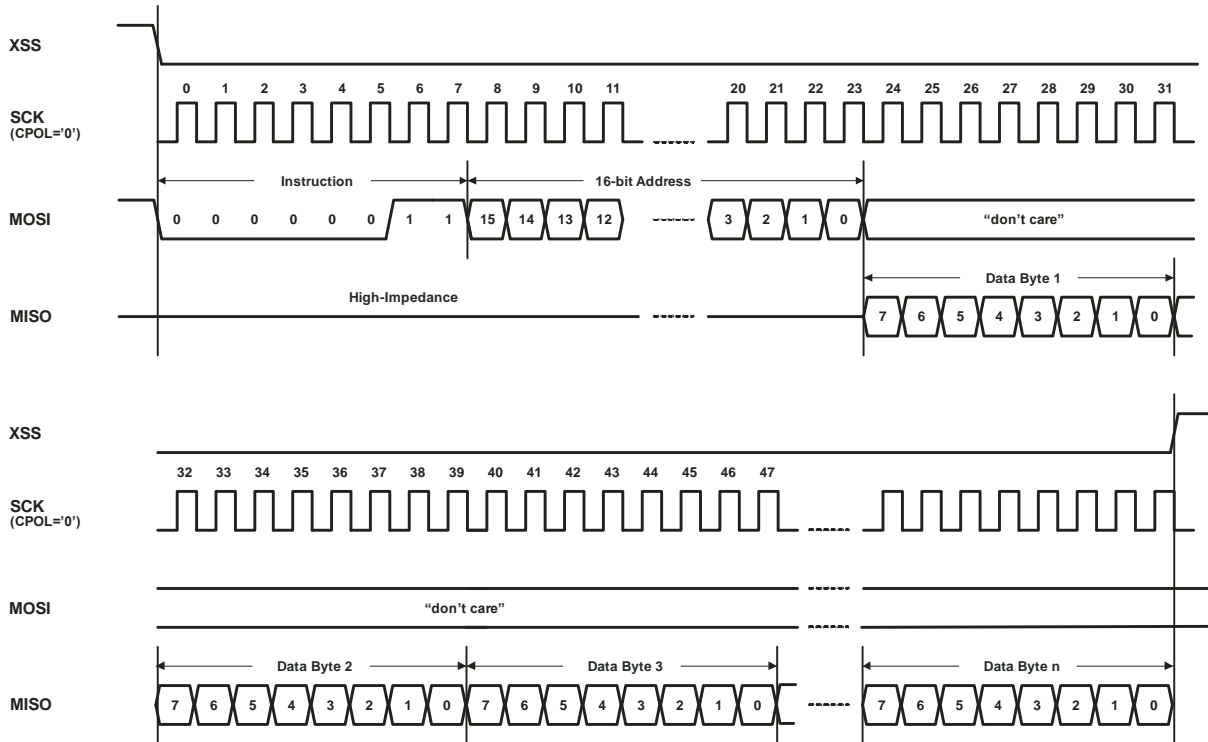 XSS
0 1 2 3 4 5 6 7 8 9 10 11 20 21 22 23 24 25 26 27 28 29 30 31
SCK
(CPOL='0')
Instruction 16-bit Address
MOSI 0 0 0 0 0 0 1 1 15 14 13 12 3 2 1 0 “don’t care”
Data Byte 1
High-Impedance
MISO 7 6 5 4 3 2 1 0
XSS
32 33 34 35 36 37 38 39 40 41 42 43 44 45 46 47
SCK
(CPOL='0')
MOSI “don’t care”
Data Byte 2 Data Byte 3 Data Byte n
MISO 7 6 5 4 3 2 1 0 7 6 5 4 3 2 1 0 7 6 5 4 3 2 1 0